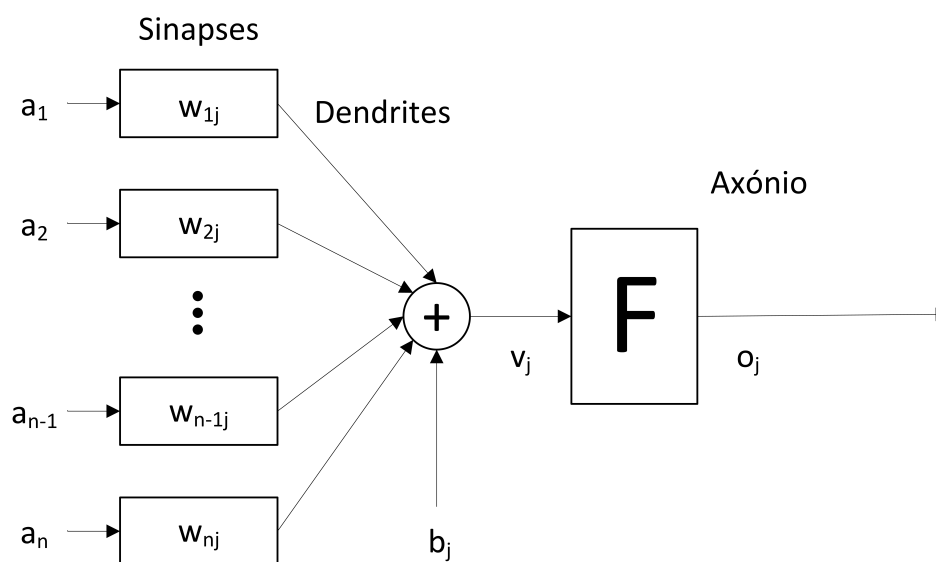 Sinapses
a1 w1j Dendrites
Axónio
a2 w2j
+ F
vj oj
an-1 wn-1j
an wnj bj